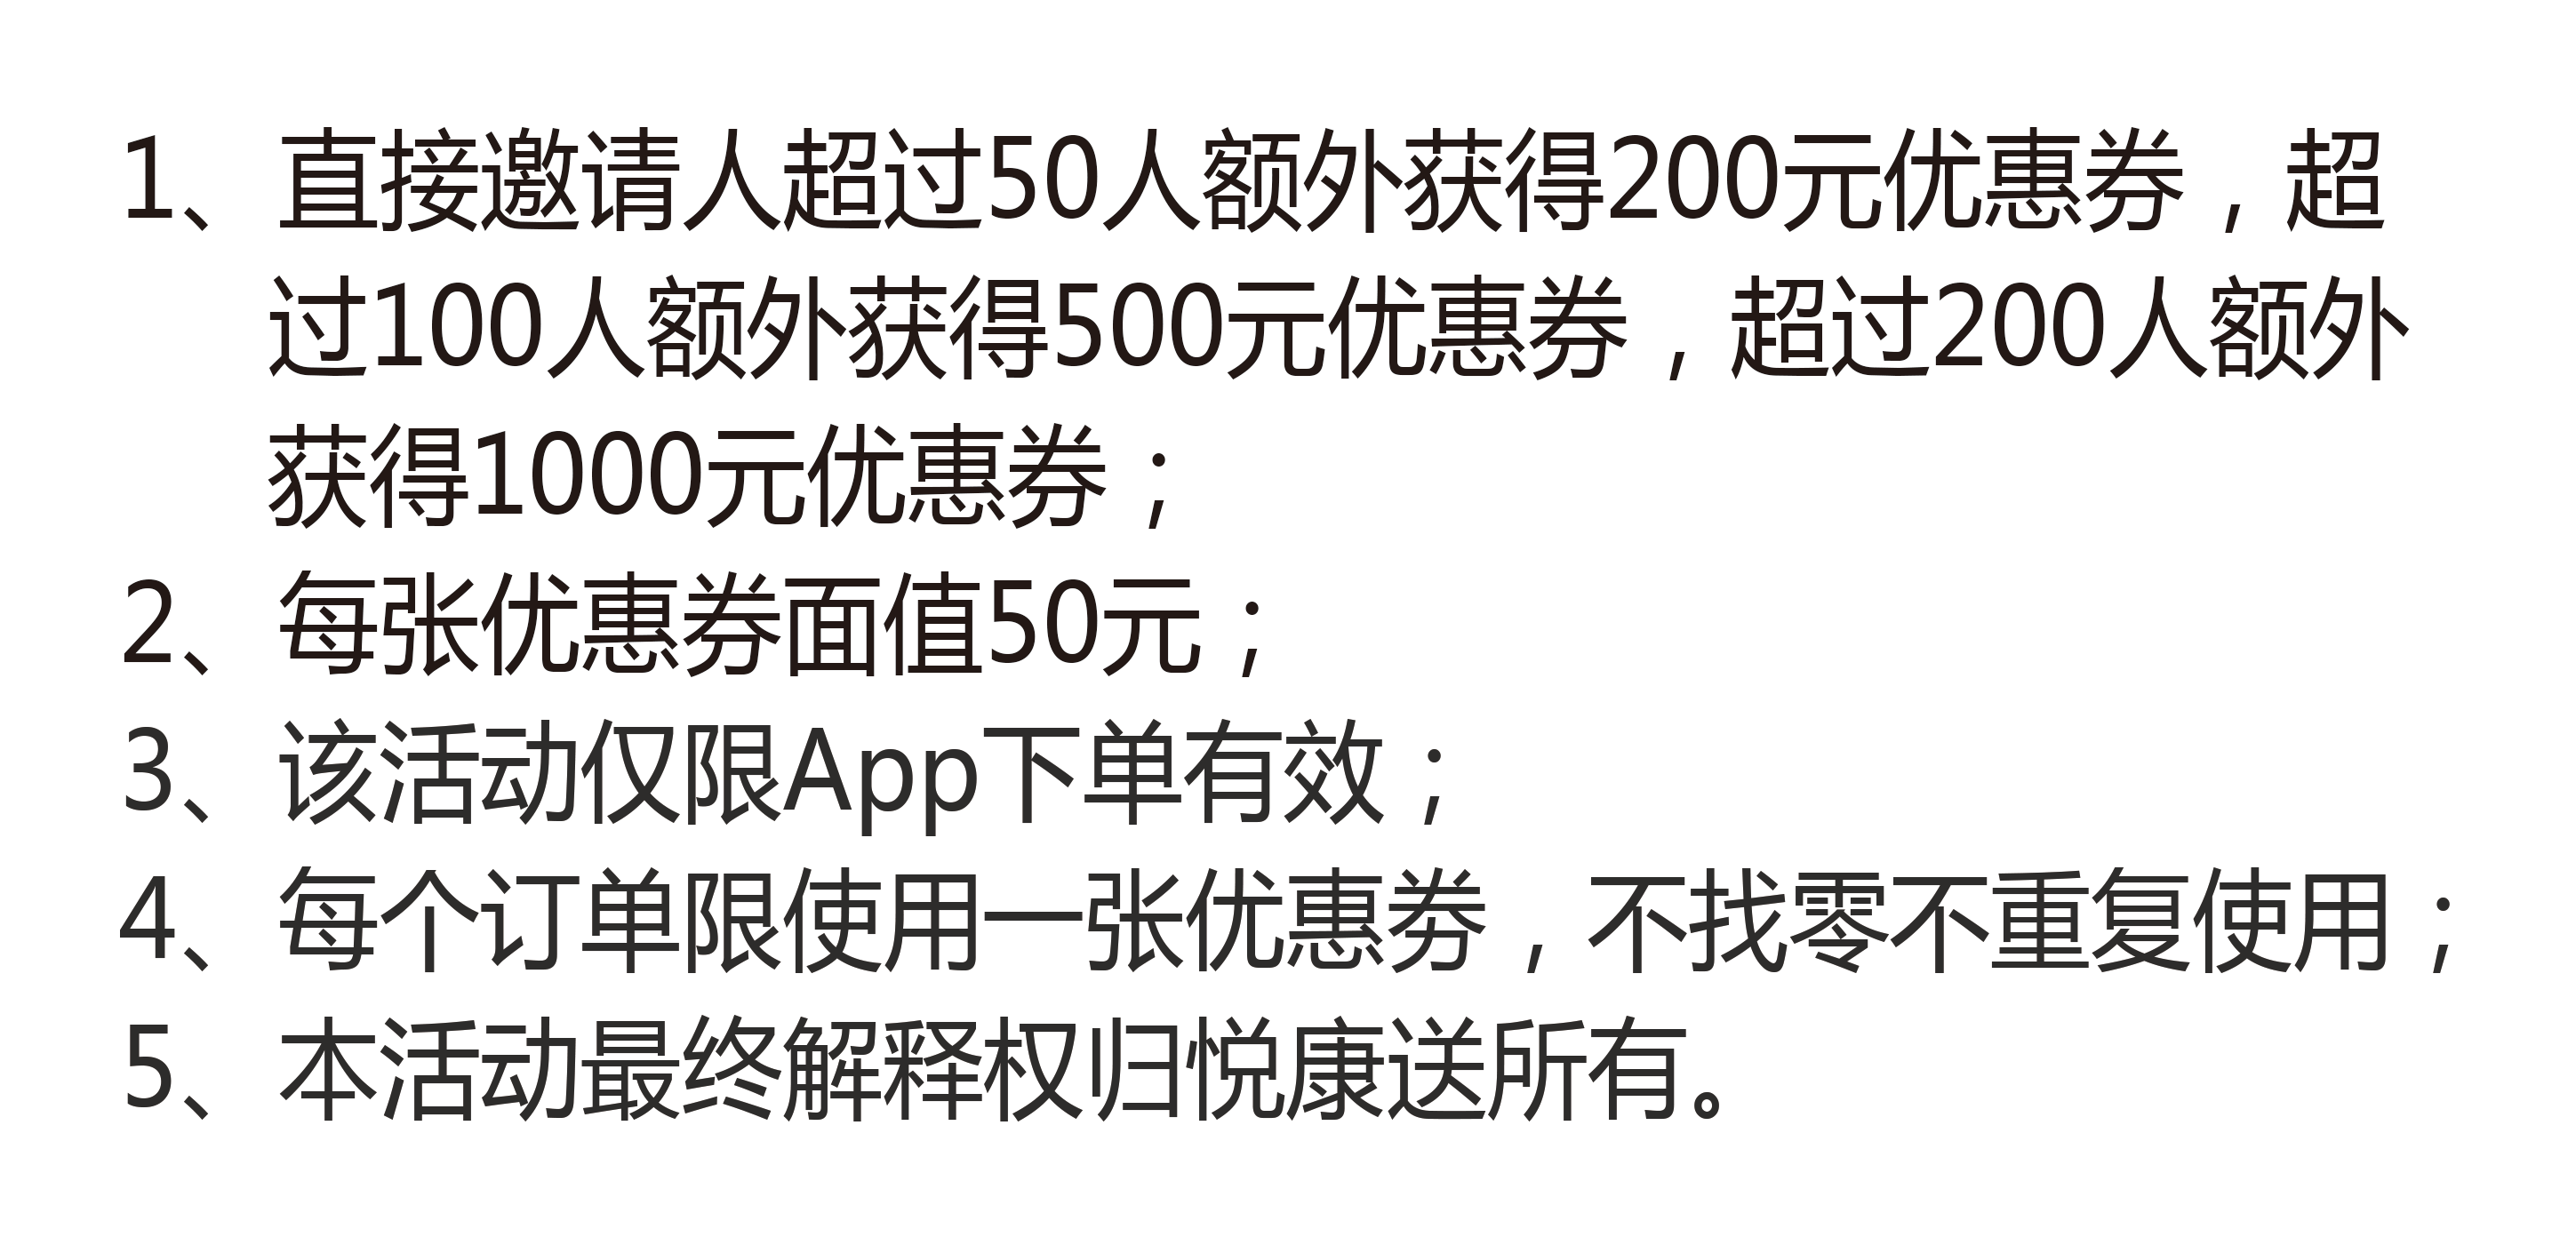 1、直接邀请人超过50人额外获得200元优惠券，超
过100人额外获得500元优惠券，超过200人额外
获得1000元优惠券；
2、每张优惠券面值50元；
3、该活动仅限App下单有效；
4、每个订单限使用一张优惠券，不找零不重复使用；
5、本活动最终解释权归悦康送所有。